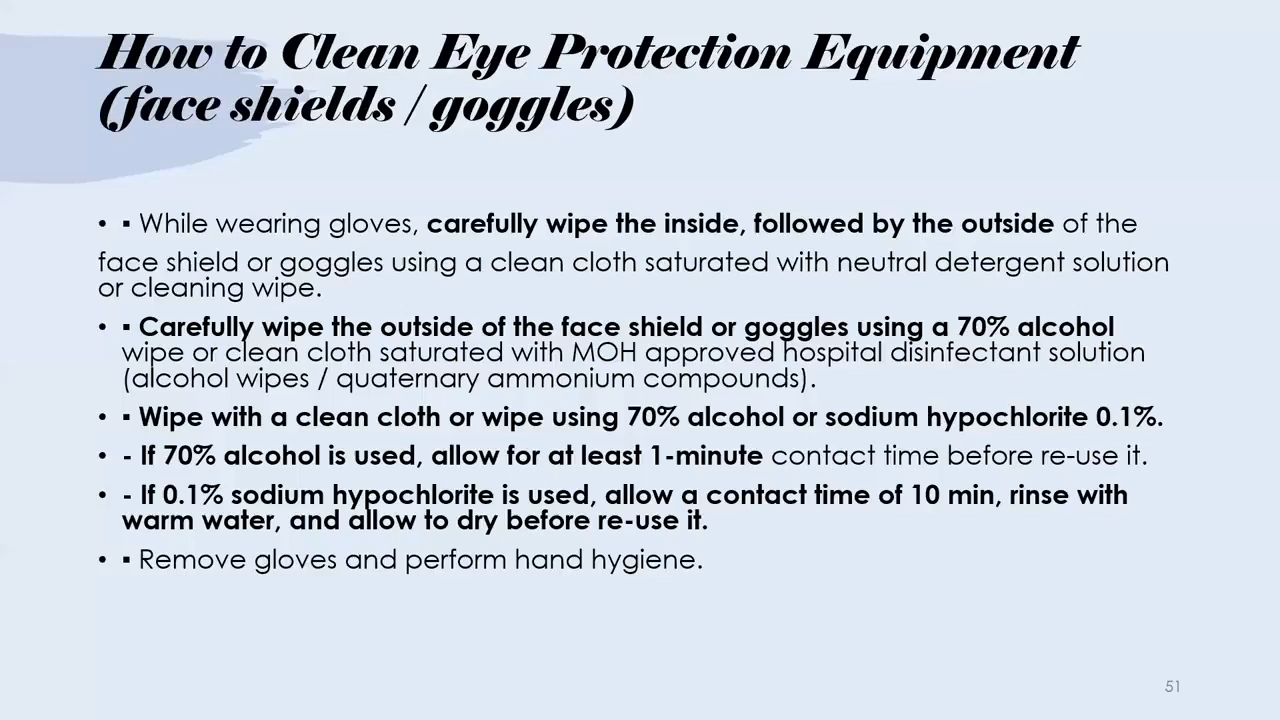 How to Clean Eye Protection Equipment
(face shields / goggles)
• ▪ While wearing gloves, carefully wipe the inside, followed by the outside of the
face shield or goggles using a clean cloth saturated with neutral detergent solution
or cleaning wipe.
• ▪ Carefully wipe the outside of the face shield or goggles using a 70% alcohol
wipe or clean cloth saturated with MOH approved hospital disinfectant solution
(alcohol wipes / quaternary ammonium compounds).
• ▪ Wipe with a clean cloth or wipe using 70% alcohol or sodium hypochlorite 0.1%.
• - If 70% alcohol is used, allow for at least 1-minute contact time before re-use it.
• - If 0.1% sodium hypochlorite is used, allow a contact time of 10 min, rinse with
warm water, and allow to dry before re-use it.
• ▪ Remove gloves and perform hand hygiene.
51